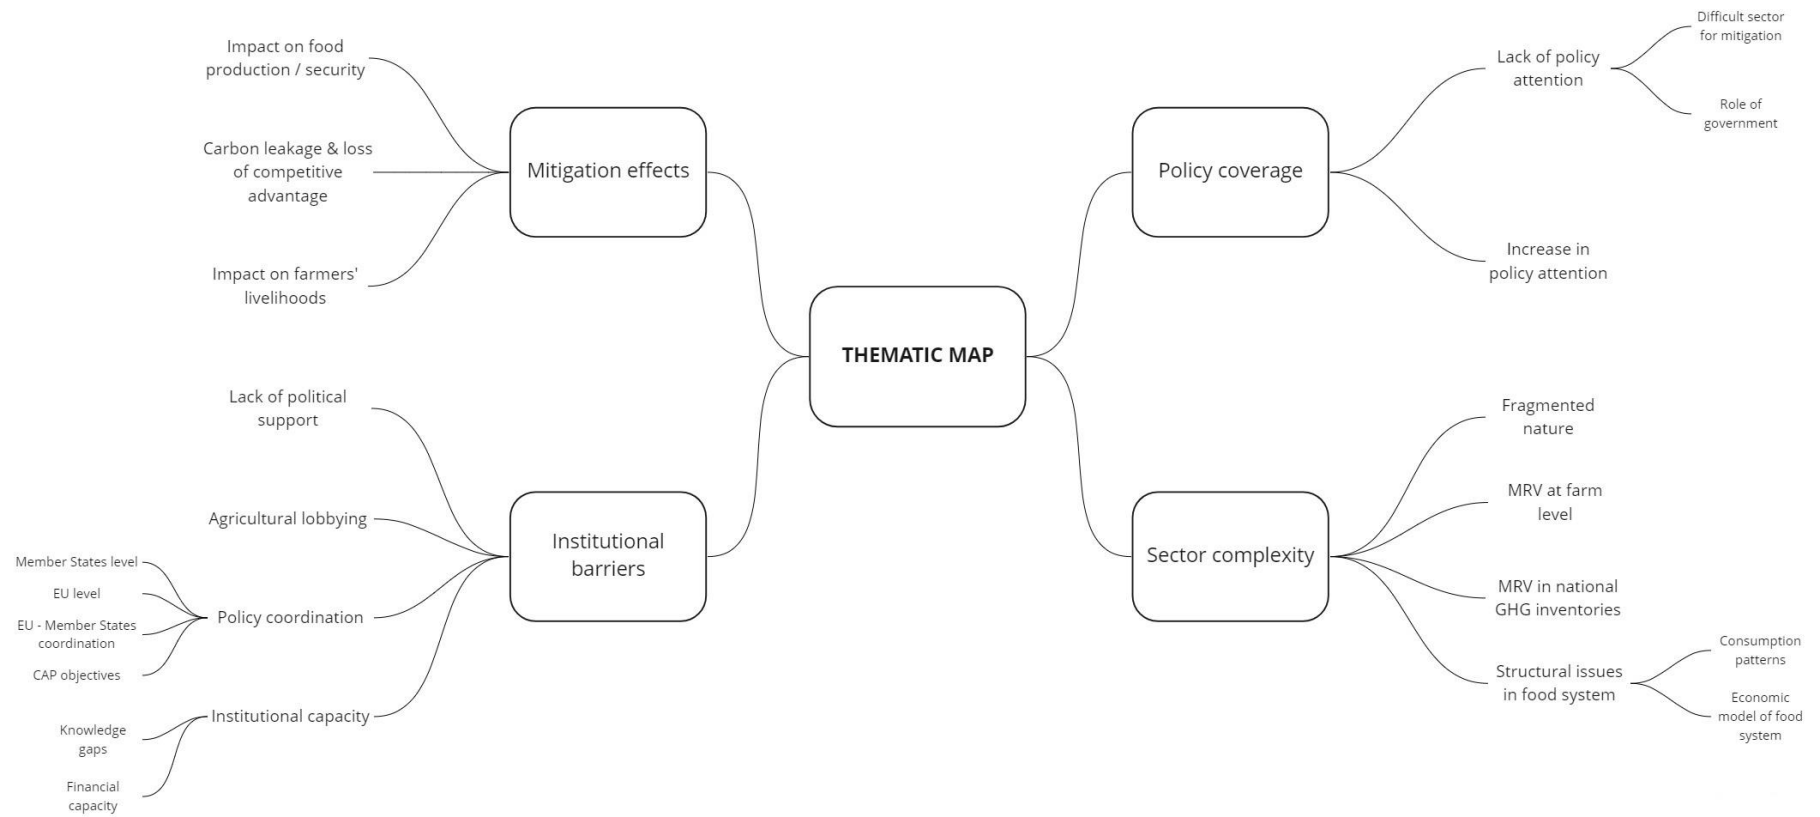 Impact on food
production / security
Carbon leakage & loss
of competitive
advantage
Impact on farmers'
livelihoods
Mitigation effects
Lack of political
support
Agricultural lobbying
Policy coordination
Member States level
EU level
EU - Member States
coordination
CAP objectives
Institutional capacity
Knowledge
gaps
Financial
capacity
Institutional
barriers
THEMATIC MAP
Policy coverage
Lack of policy
attention
Difficult sector
for mitigation
Role of
government
Increase in
policy attention
Sector complexity
Fragmented
nature
MRV at farm
level
MRV in national
GHG inventories
Structural issues
in food system
Consumption
patterns
Economic
model of food
system